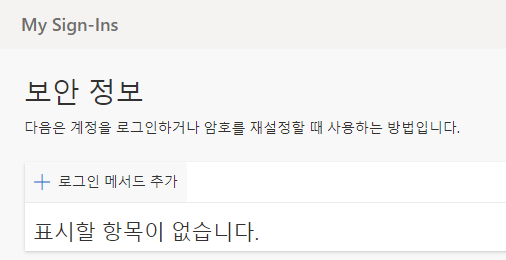 My Sign-Ins
보안 정보
다음은 계정을 로그인하거나 암호를 재설정할 때 사용하는 방법입니다.
로그인 메서드 추가
표시할 항목이 없습니다.